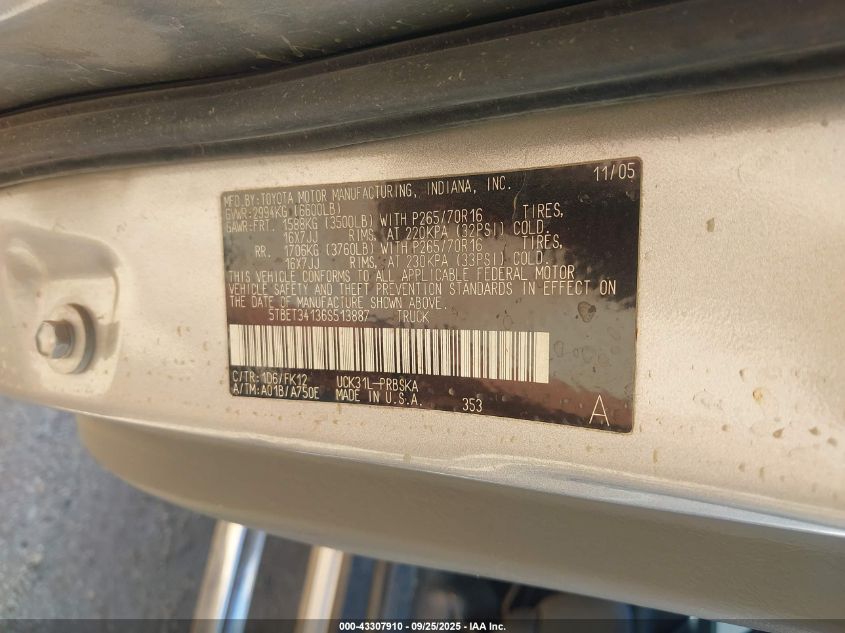 11/05
MFD.BY:TOYOTA MOTOR MANUFACTURING, INDIANA, INC.
GVWR:2994KG (6600LB)
GAWR:FRT. 1588KG (3500LB) WITH P265/70R16 TIRES,
16X7JJ RIMS, AT 220KPA (32PSI) COLD.
RR. 1706KG (3760LB) WITH P265/70R16 TIRES,
16X7JJ RIMS, AT 230KPA (33PSI) COLD.
THIS VEHICLE CONFORMS TO ALL APPLICABLE FEDERAL MOTOR
VEHICLE SAFETY AND THEFT PREVENTION STANDARDS IN EFFECT ON
THE DATE OF MANUFACTURE SHOWN ABOVE.
5TBET34136S513887 TRUCK
C/TR: 1D6/FK12 UCK31L-PRBSKA
A/TM: A01B/A750E MADE IN U.S.A. 353 A
000-43307910 - 09/25/2025 - IAA Inc.